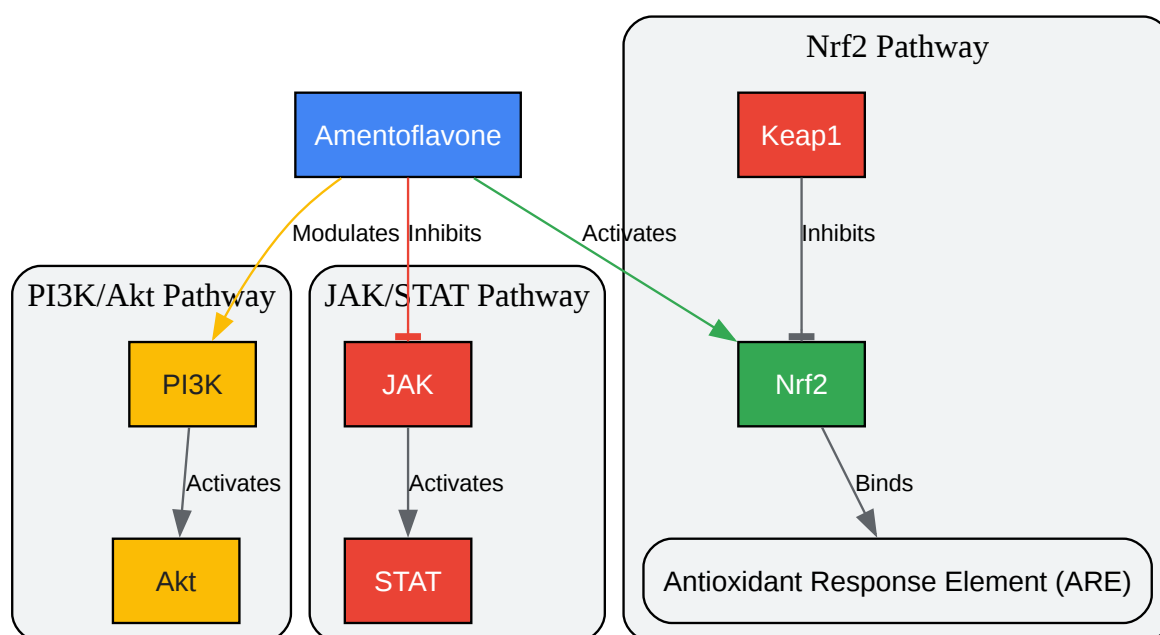 Nrf2 Pathway
Amentoflavone
Keap1
Modulates
Inhibits
Activates
Inhibits
PI3K/Akt Pathway
JAK/STAT Pathway
PI3K
JAK
Nrf2
Activates
Activates
Binds
Akt
STAT
Antioxidant Response Element (ARE)